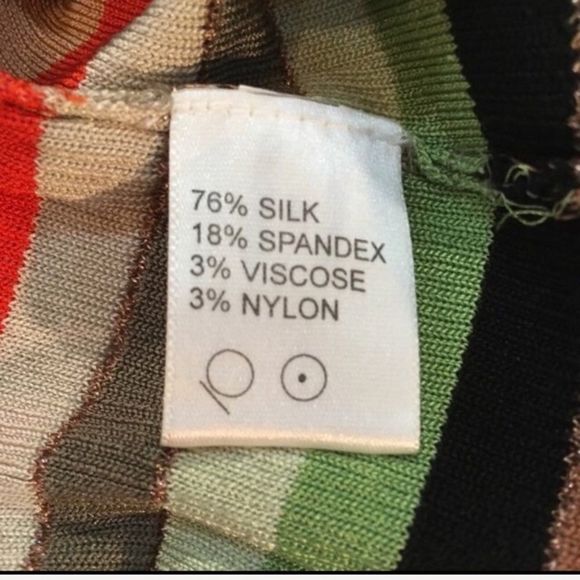 76% SILK
18% SPANDEX
3% VISCOSE
3% NYLON